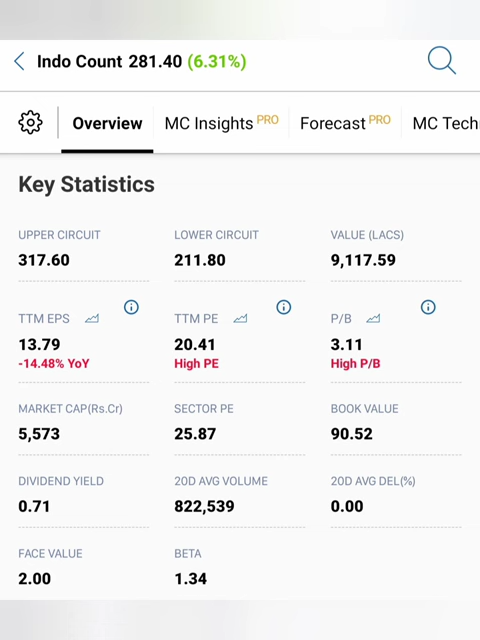 Indo Count 281.40 (6.31%)
Overview MC Insights PRO Forecast PRO MC Techn
Key Statistics
UPPER CIRCUIT LOWER CIRCUIT VALUE (LACS)
317.60 211.80 9,117.59
TTM EPS TTM PE P/B
13.79 20.41 3.11
-14.48% YoY High PE High P/B
MARKET CAP(Rs.Cr) SECTOR PE BOOK VALUE
5,573 25.87 90.52
DIVIDEND YIELD 20D AVG VOLUME 20D AVG DEL(%)
0.71 822,539 0.00
FACE VALUE BETA
2.00 1.34